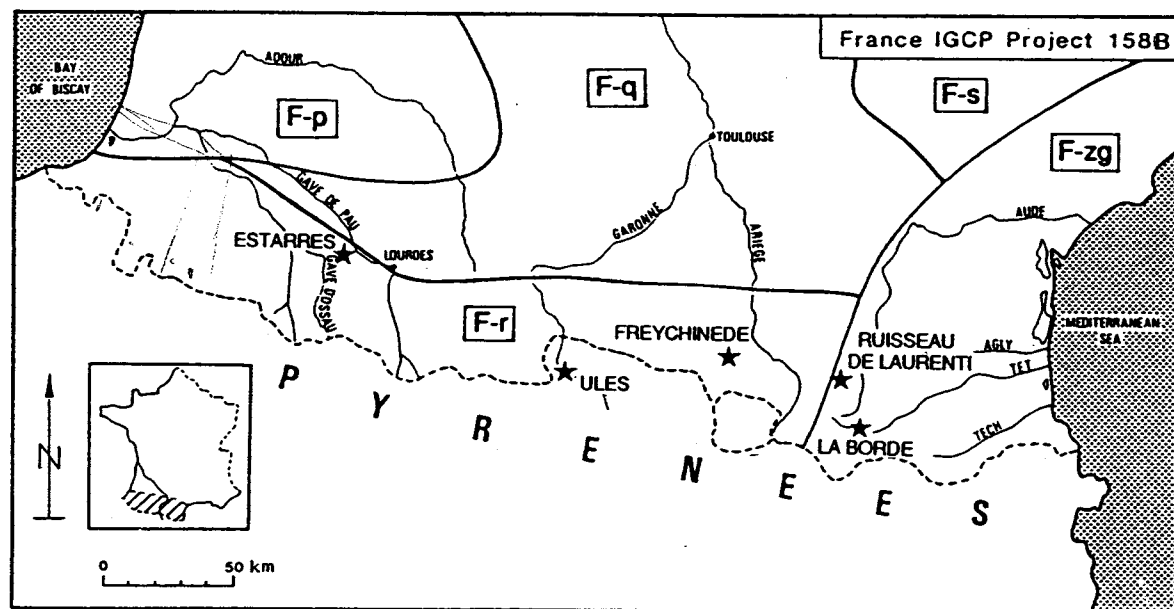 France IGCP Project 158B
BAY
OF BISCAY
ADOUR
F-p
F-q
F-s
F-zg
TOULOUSE
GAVE DE PAU
GARONNE
ARIEGE
AUDE
ESTARRES
LOURDES
GAVE D'OSSAU
F-r
FREYCHINEDE
RUISSEAU
DE LAURENTI
MEDITERRANEAN
SEA
AGLY
TET
ULES
LA BORDE
TECH
PYRENEES
N
0 50 km